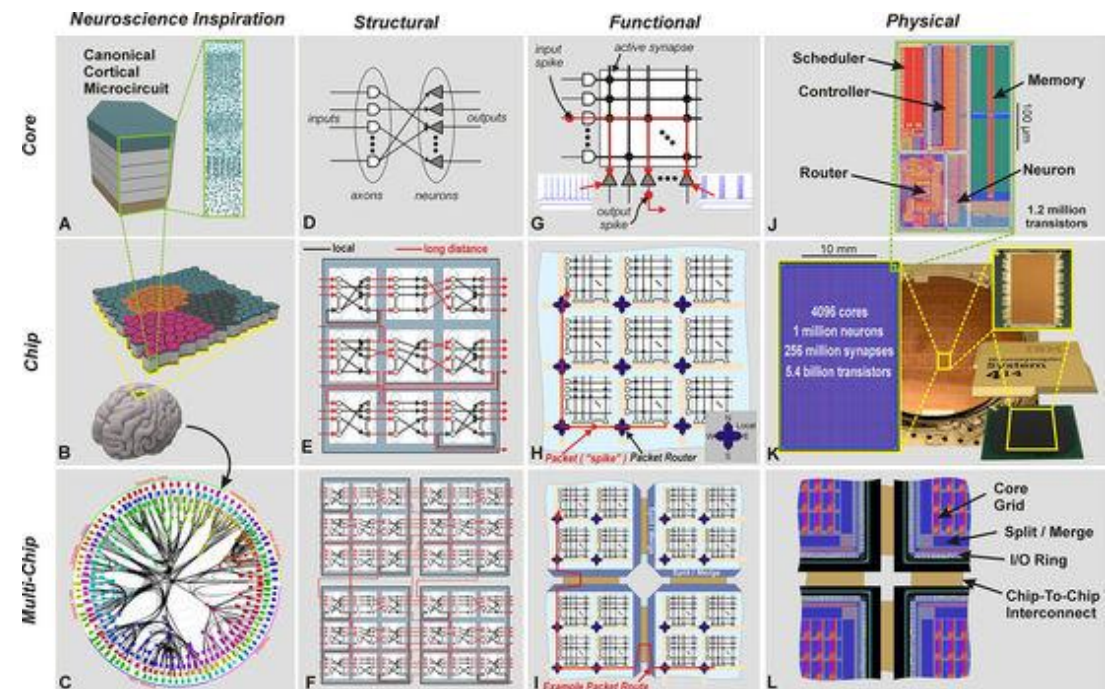 Neuroscience Inspiration
Structural
Functional
Physical
Core
Canonical
Cortical
Microcircuit
A
inputs
outputs
axons
neurons
D
input
spike
active synapse
output
spike
G
Scheduler
Controller
Router
Memory
100 µm
Neuron
1.2 million
transistors
J
Chip
B
local
long distance
E
N
Local
W
E
S
Packet ("spike")
Packet Router
H
10 mm
4096 cores
1 million neurons
256 million synapses
5.4 billion transistors
System
414
K
Multi-Chip
C
F
Split / Merge
Example Packet Route
I
Core
Grid
Split / Merge
I/O Ring
Chip-To-Chip
Interconnect
L